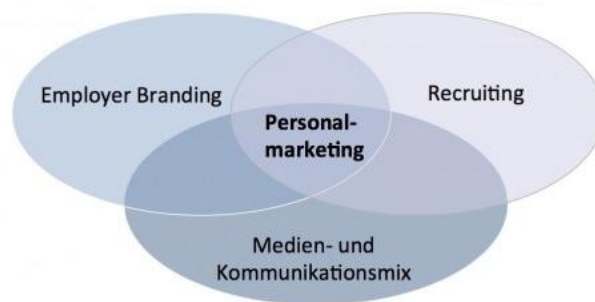 Employer Branding
Recruiting
Personal-
marketing
Medien- und
Kommunikationsmix